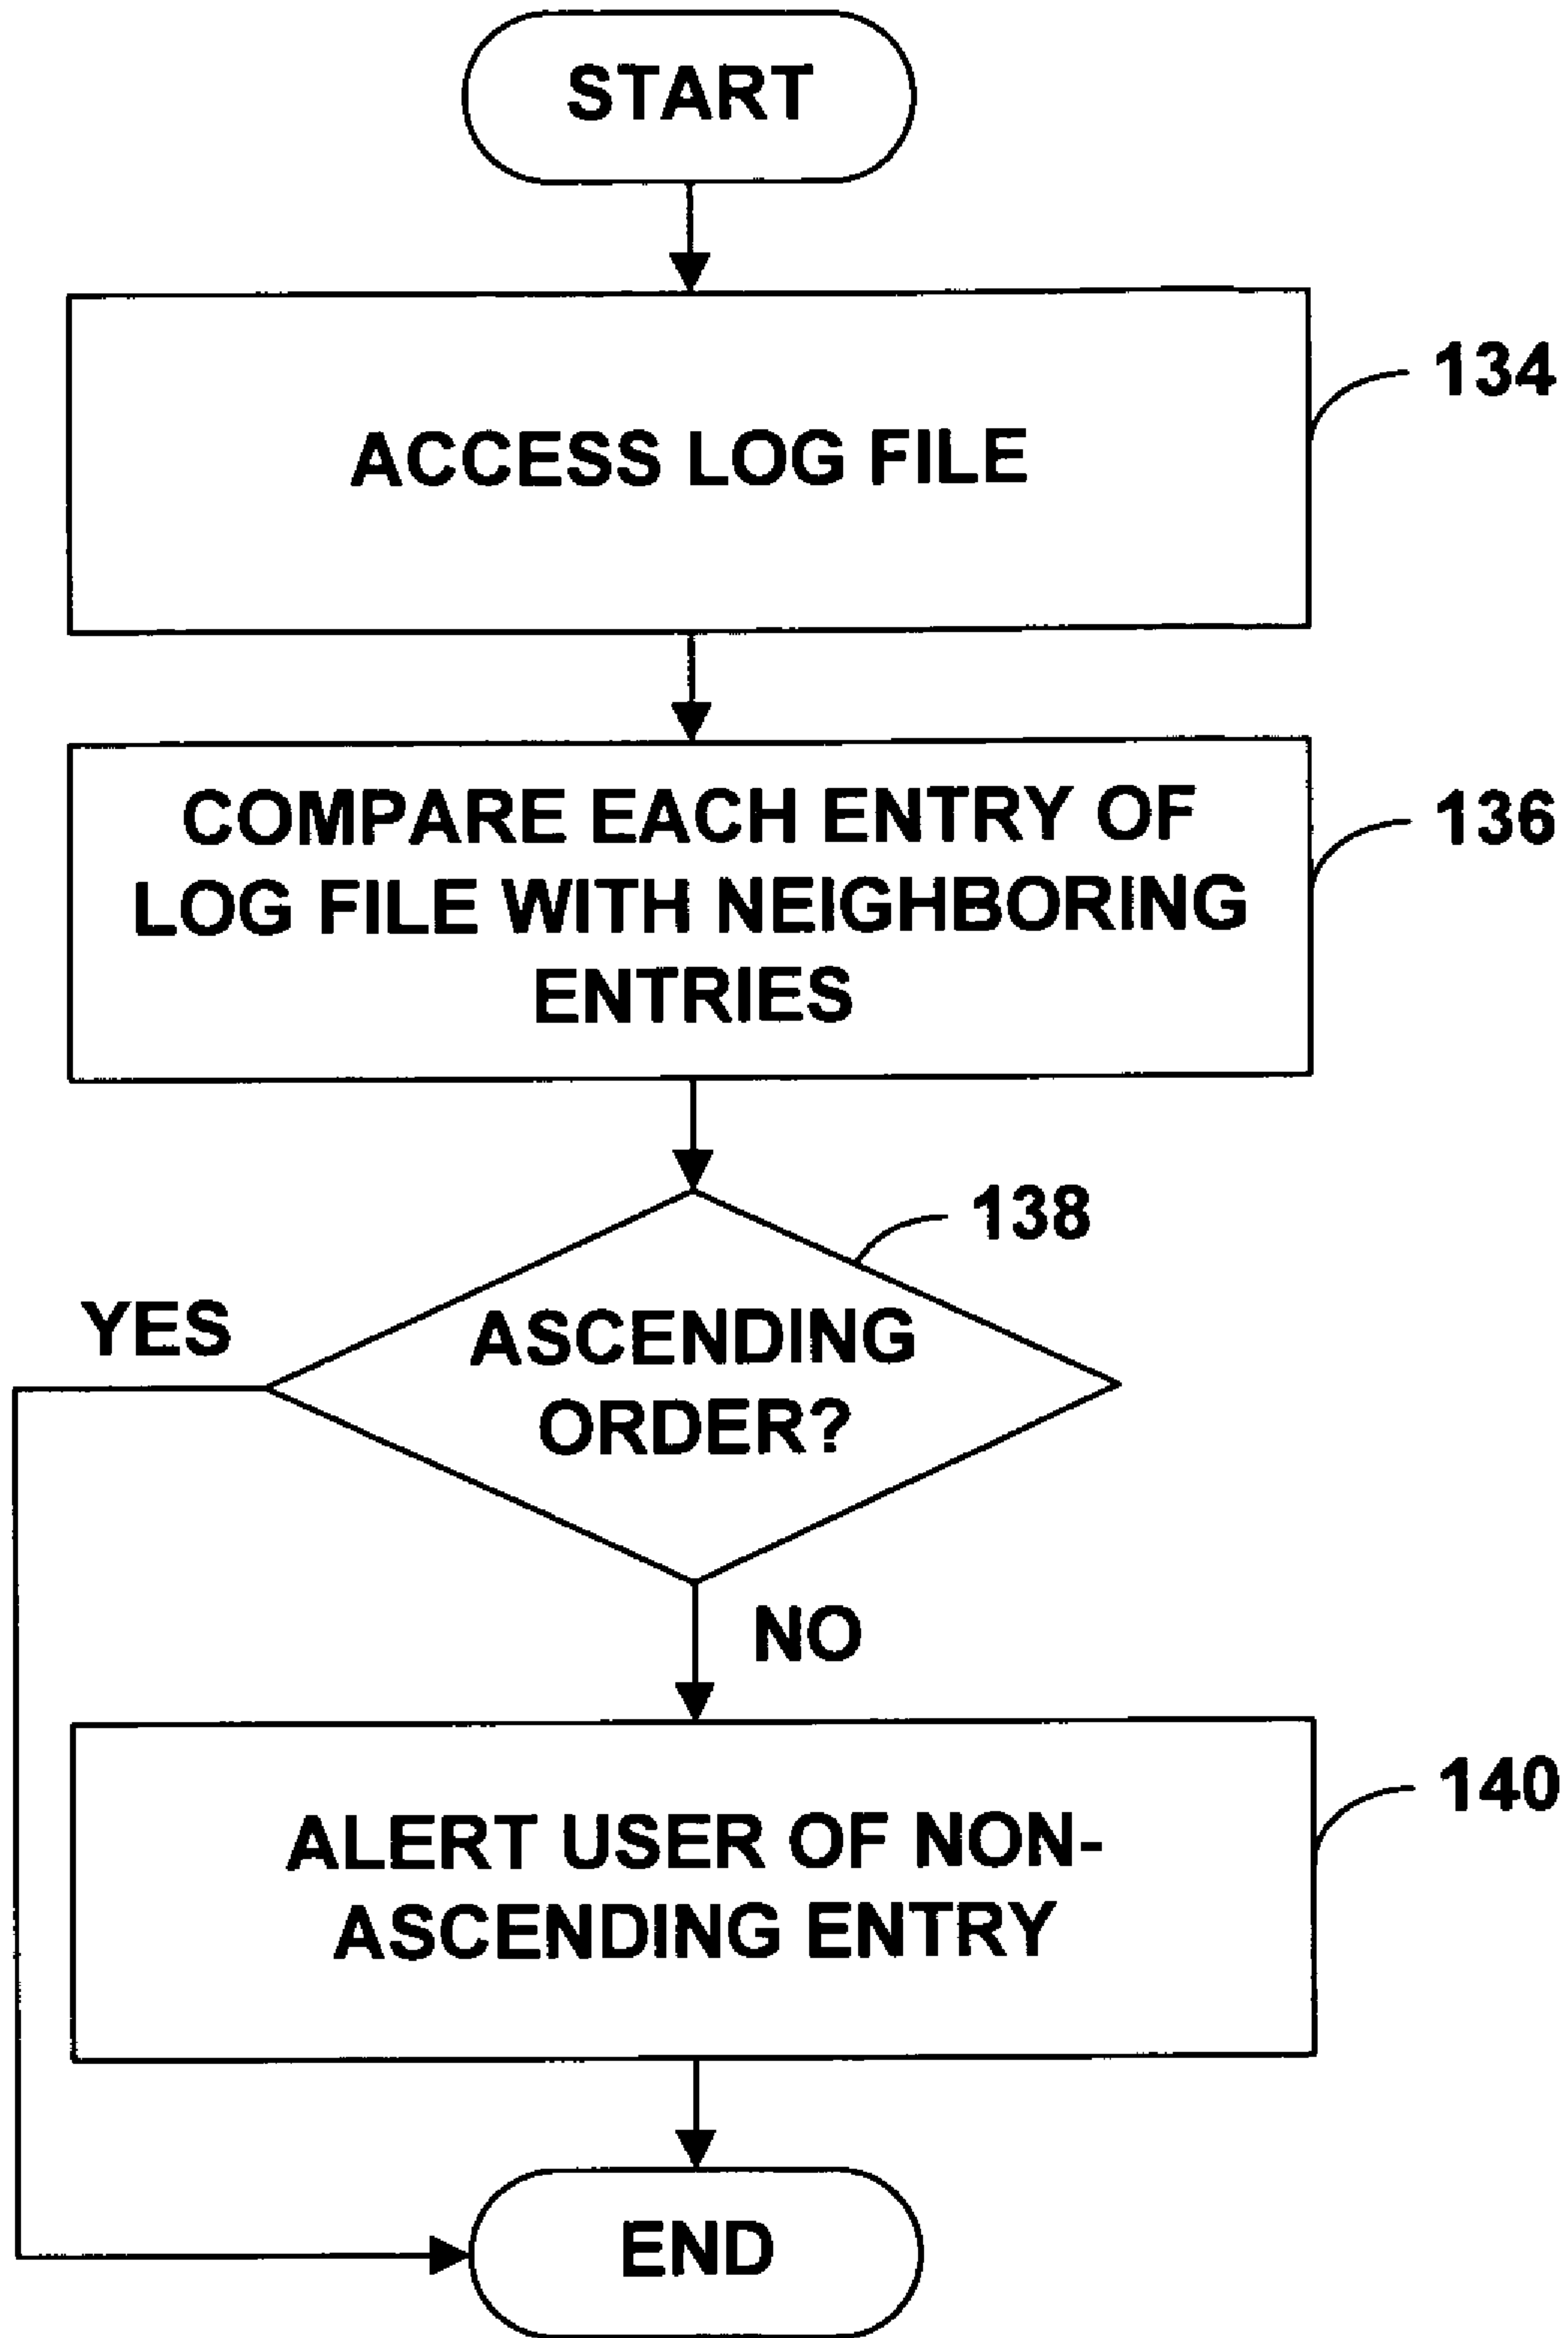 START
ACCESS LOG FILE
134
COMPARE EACH ENTRY OF
LOG FILE WITH NEIGHBORING
ENTRIES
136
138
ASCENDING
ORDER?
YES
NO
ALERT USER OF NON-
ASCENDING ENTRY
140
END